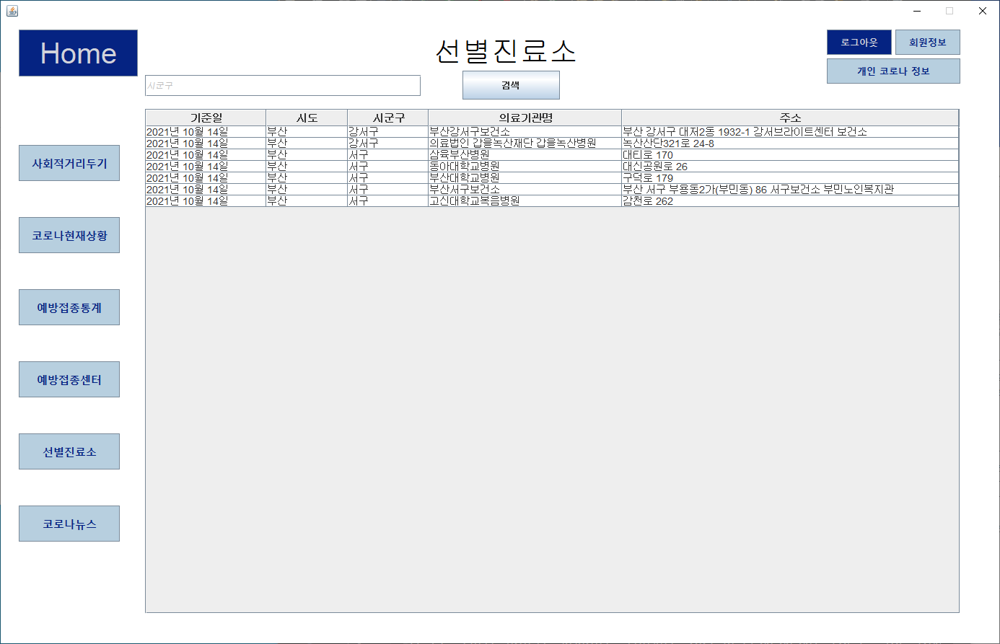 Home
선별진료소
로그아웃 회원정보
개인 코로나 정보
시군구
검색
기준일 시도 시군구 의료기관명 주소
2021년 10월 14일 부산 강서구 부산강서구보건소 부산 강서구 대저2동 1932-1 강서브라이트센터 보건소
2021년 10월 14일 부산 강서구 의료법인 갑을녹산재단 갑을녹산병원 녹산산단321로 24-8
2021년 10월 14일 부산 서구 삼육부산병원 대티로 170
2021년 10월 14일 부산 서구 동아대학교병원 대신공원로 26
2021년 10월 14일 부산 서구 부산대학교병원 구덕로 179
2021년 10월 14일 부산 서구 부산서구보건소 부산 서구 부용동2가(부민동) 86 서구보건소 부민노인복지관
2021년 10월 14일 부산 서구 고신대학교복음병원 감천로 262
사회적거리두기
코로나현재상황
예방접종통계
예방접종센터
선별진료소
코로나뉴스